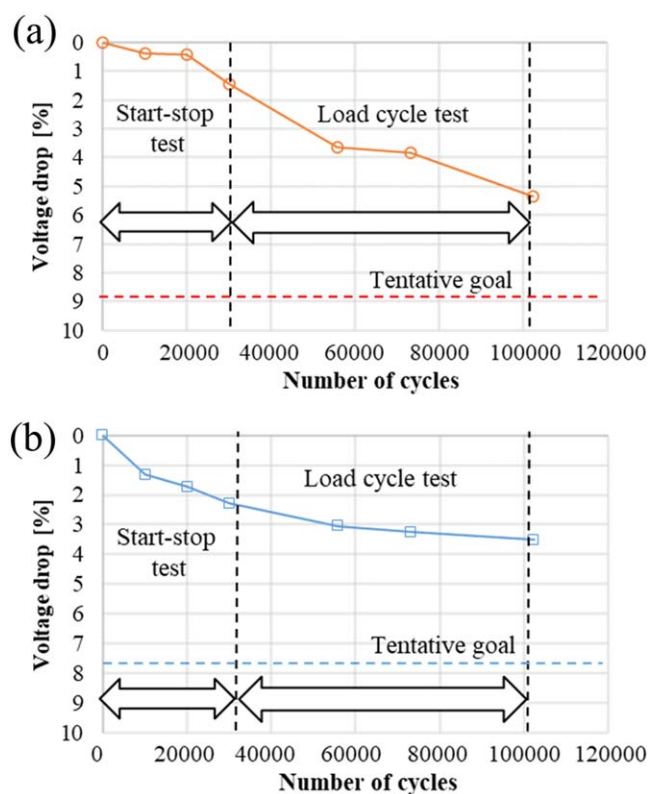 (a)
Voltage drop [%]
0
1
2
3
4
5
6
7
8
9
10
Start-stop
test
Load cycle test
Tentative goal
0 20000 40000 60000 80000 100000 120000
Number of cycles
(b)
Voltage drop [%]
0
1
2
3
4
5
6
7
8
9
10
Load cycle test
Start-stop
test
Tentative goal
0 20000 40000 60000 80000 100000 120000
Number of cycles